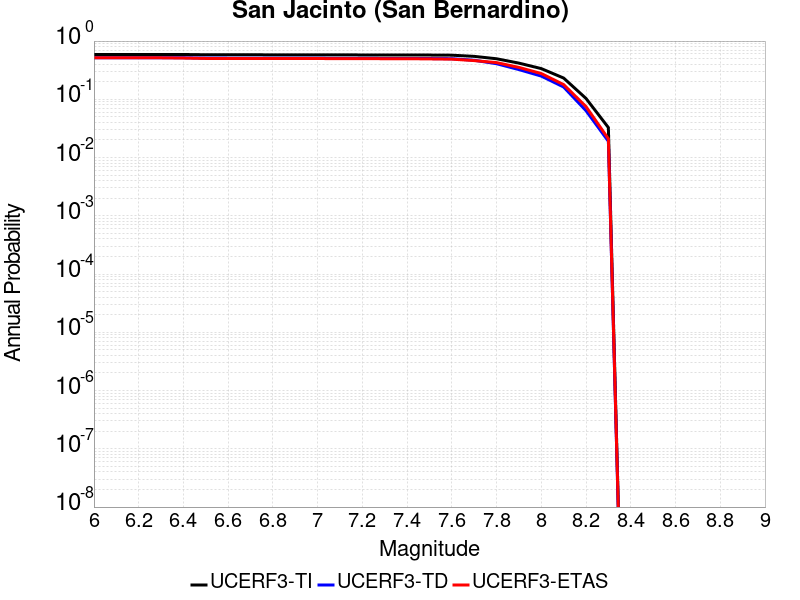 San Jacinto (San Bernardino)
10^0
10^-1
10^-2
10^-3
10^-4
10^-5
10^-6
10^-7
10^-8
Annual Probability
6 6.2 6.4 6.6 6.8 7 7.2 7.4 7.6 7.8 8 8.2 8.4 8.6 8.8 9
Magnitude
UCERF3-TI UCERF3-TD UCERF3-ETAS